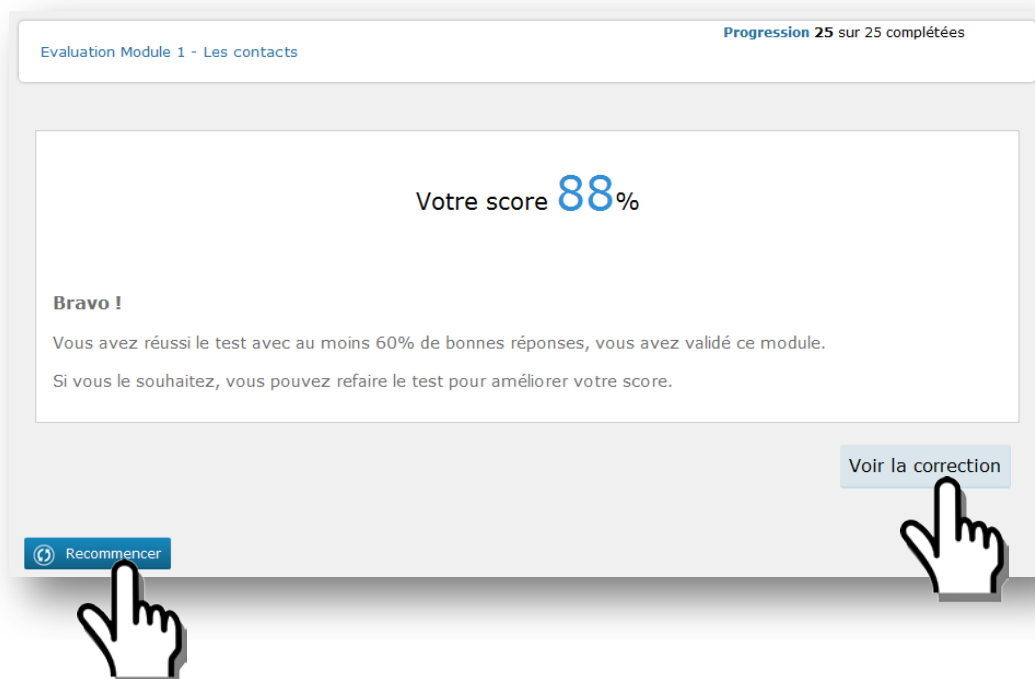 Progression 25 sur 25 complétées
Evaluation Module 1 - Les contacts
Votre score 88%
Bravo !
Vous avez réussi le test avec au moins 60% de bonnes réponses, vous avez validé ce module.
Si vous le souhaitez, vous pouvez refaire le test pour améliorer votre score.
Voir la correction
Recommencer